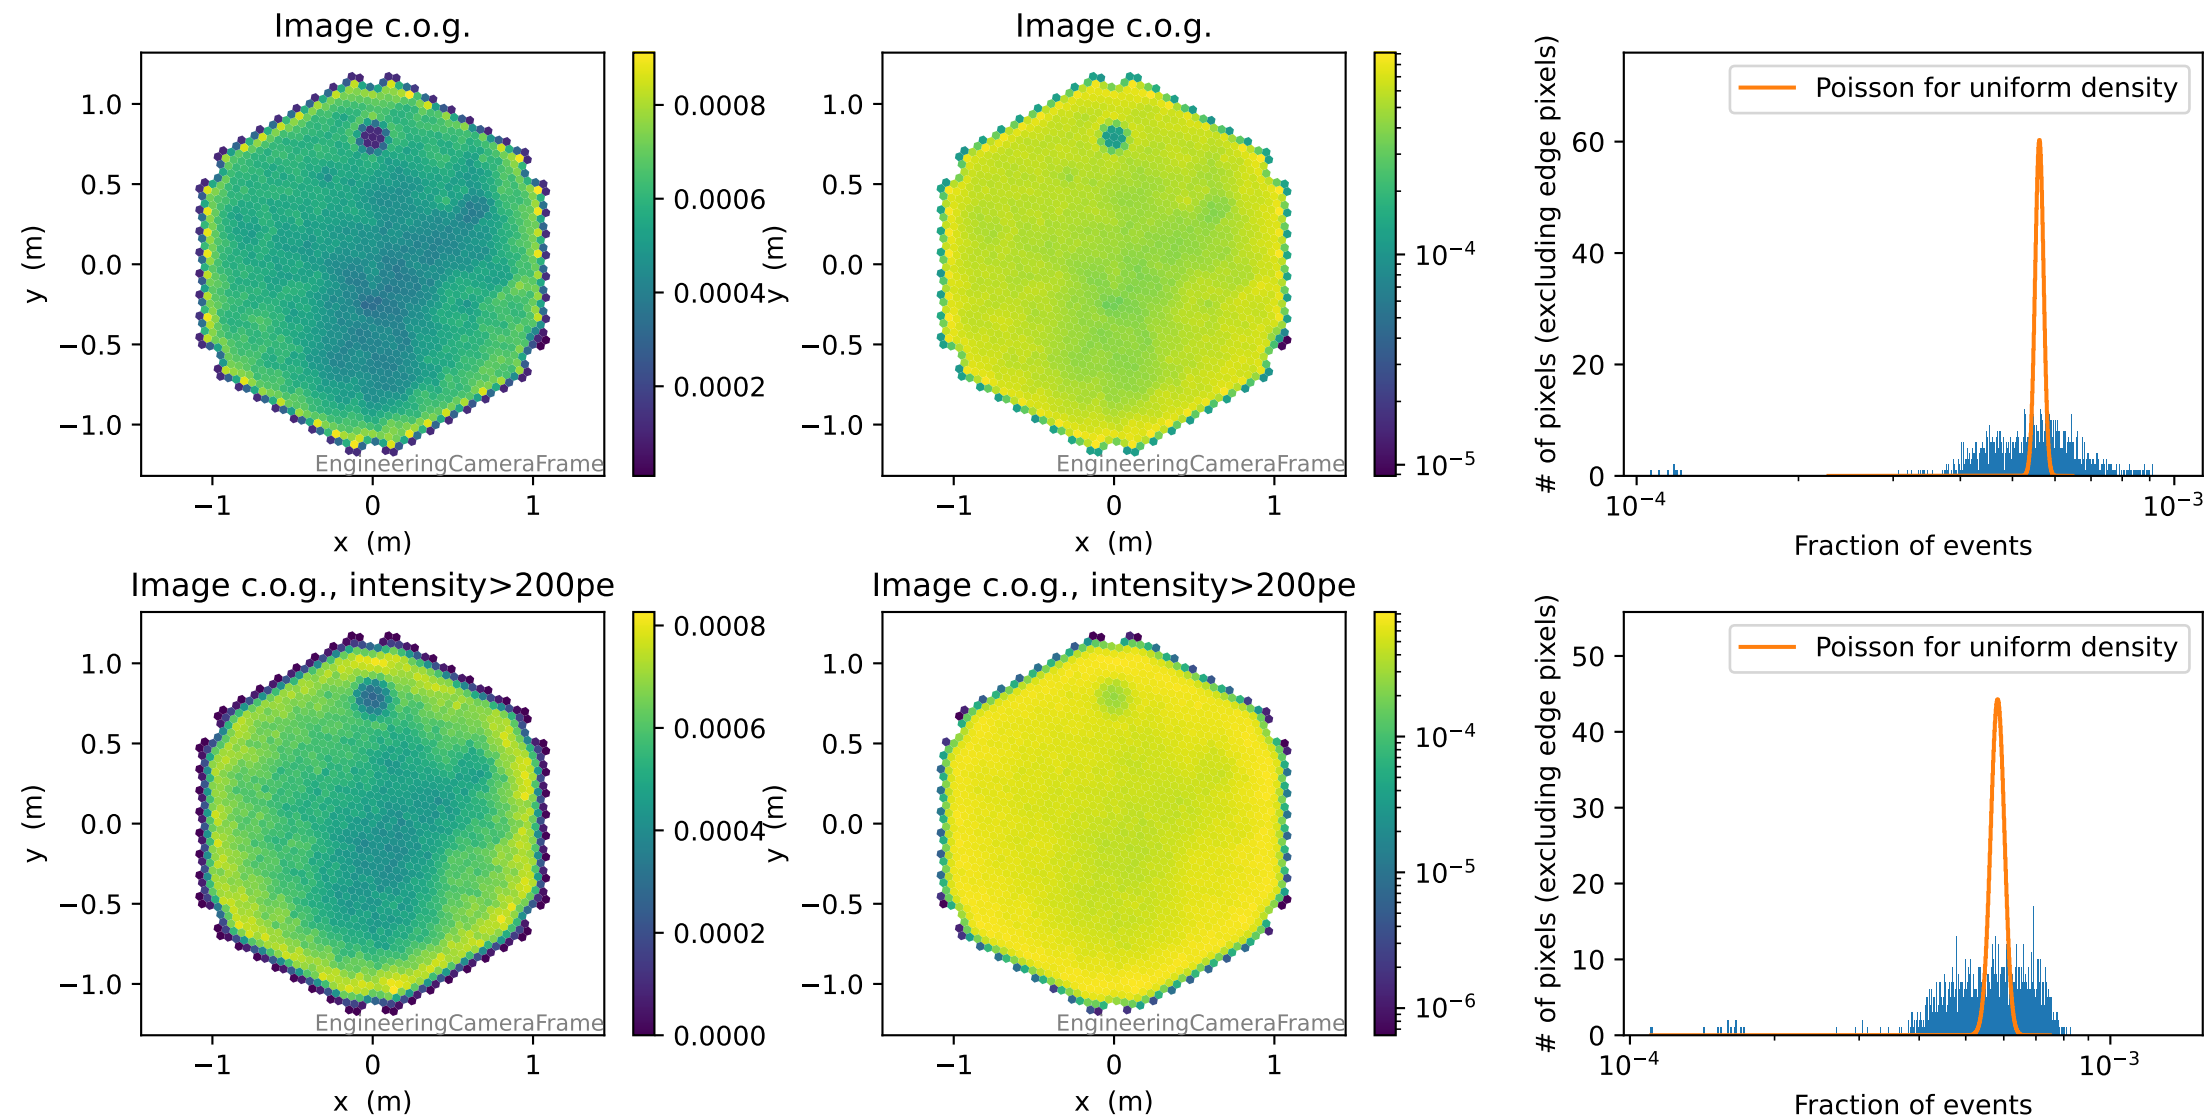 Image c.o.g.
1.0
0.5
0.0
−0.5
−1.0
y (m)
−1
0
1
x (m)
EngineeringCameraFrame
0.0008
0.0006
0.0004
0.0002
Image c.o.g.
1.0
0.5
0.0
−0.5
−1.0
y (m)
−1
0
1
x (m)
EngineeringCameraFrame
10⁻⁴
10⁻⁵
# of pixels (excluding edge pixels)
60
40
20
0
Poisson for uniform density
10⁻⁴
10⁻³
Fraction of events
Image c.o.g., intensity>200pe
1.0
0.5
0.0
−0.5
−1.0
y (m)
−1
0
1
x (m)
EngineeringCameraFrame
0.0008
0.0006
0.0004
0.0002
0.0000
Image c.o.g., intensity>200pe
1.0
0.5
0.0
−0.5
−1.0
y (m)
−1
0
1
x (m)
EngineeringCameraFrame
10⁻⁴
10⁻⁵
10⁻⁶
# of pixels (excluding edge pixels)
50
40
30
20
10
0
Poisson for uniform density
10⁻⁴
10⁻³
Fraction of events